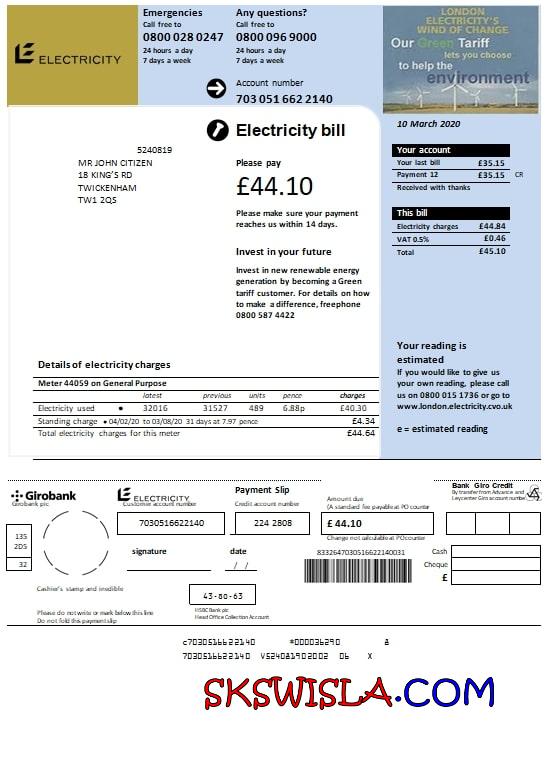 ELECTRICITY
Emergencies
Call free to
0800 028 0247
24 hours a day
7 days a week
Any questions?
Call free to
0800 096 9000
24 hours a day
7 days a week
Account number
703 051 662 2140
LONDON
ELECTRICITY'S
WIND OF CHANGE
Our Green Tariff
lets you choose
to help the
environment
Electricity bill
10 March 2020
5240819
MR JOHN CITIZEN
18 KING'S RD
TWICKENHAM
TW1 2QS
Please pay
£44.10
Please make sure your payment
reaches us within 14 days.
Invest in your future
Invest in new renewable energy
generation by becoming a Green
tariff customer. For details on how
to make a difference, freephone
0800 587 4422
Your account
Your last bill £35.15
Payment 12 £35.15 CR
Received with thanks
This bill
Electricity charges £44.84
VAT 0.5% £0.46
Total £45.10
Your reading is
estimated
If you would like to give us
your own reading, please call
us on 0800 015 1736 or go to
www.london.electricity.cvo.uk
e = estimated reading
Details of electricity charges
Meter 44059 on General Purpose
latest previous units pence charges
Electricity used • 32016 31527 489 6.88p £40.30
Standing charge • 04/02/20 to 03/08/20 31 days at 7.97 pence £4.34
Total electricity charges for this meter £44.64
Girobank
Girobank plc
ELECTRICITY
Customer account number
7030516622140
Payment Slip
Credit account number
224 2808
Amount due
(A standard fee payable at PO counter
£ 44.10
Change not calculable at PO counter
Bank Giro Credit
By transfer from Advance and
Leycenter Giro account number
135
2D5
32
signature
date
/ /
8332647030516622140031
Cash
Cheque
£
Cashier's stamp and inedible
43-80-63
HSBC Bank plc
Head Office Collection Account
Please do not write or mark below this line
Do not fold this payment slip
c7030516622140 *000036290 8
7030516622140 V524081902002 06 X
SKSWISLA.COM